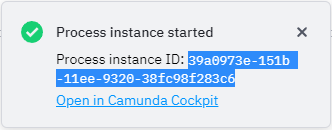 Process instance started
Process instance ID: 39a0973e-151b
-11ee-9320-38fc98f283c6
Open in Camunda Cockpit